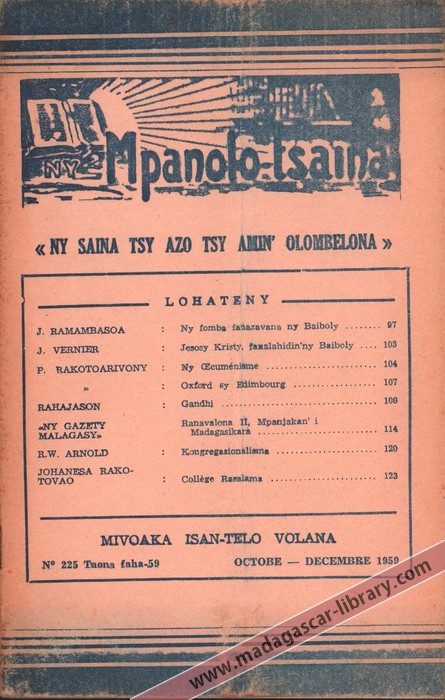 NY Mpanolo-tsaina
« NY SAINA TSY AZO TSY AMIN' OLOMBELONA »
LOHATENY
J. RAMAMBASOA : Ny fomba fanazavana ny Baiboly ........ 97
J. VERNIER : Jesosy Kristy, fanalahidin'ny Baiboly .... 103
P. RAKOTOARIVONY : Ny Œcuménisme ........................ 104
» : Oxford sy Edimbourg ........................ 107
RAHAJASON : Gandhi ........................ 108
«NY GAZETY MALAGASY» : Ranavalona II, Mpanjakan' i
Madagasikara ........................ 114
R.W. ARNOLD : Kongregasionalisma ........................ 120
JOHANESA RAKO-
TOVAO : Collège Rasalama ........................ 123
MIVOAKA ISAN-TELO VOLANA
Nº 225 Taona faha-59 OCTOBE — DECEMBRE 1959
www.madagascar-library.com